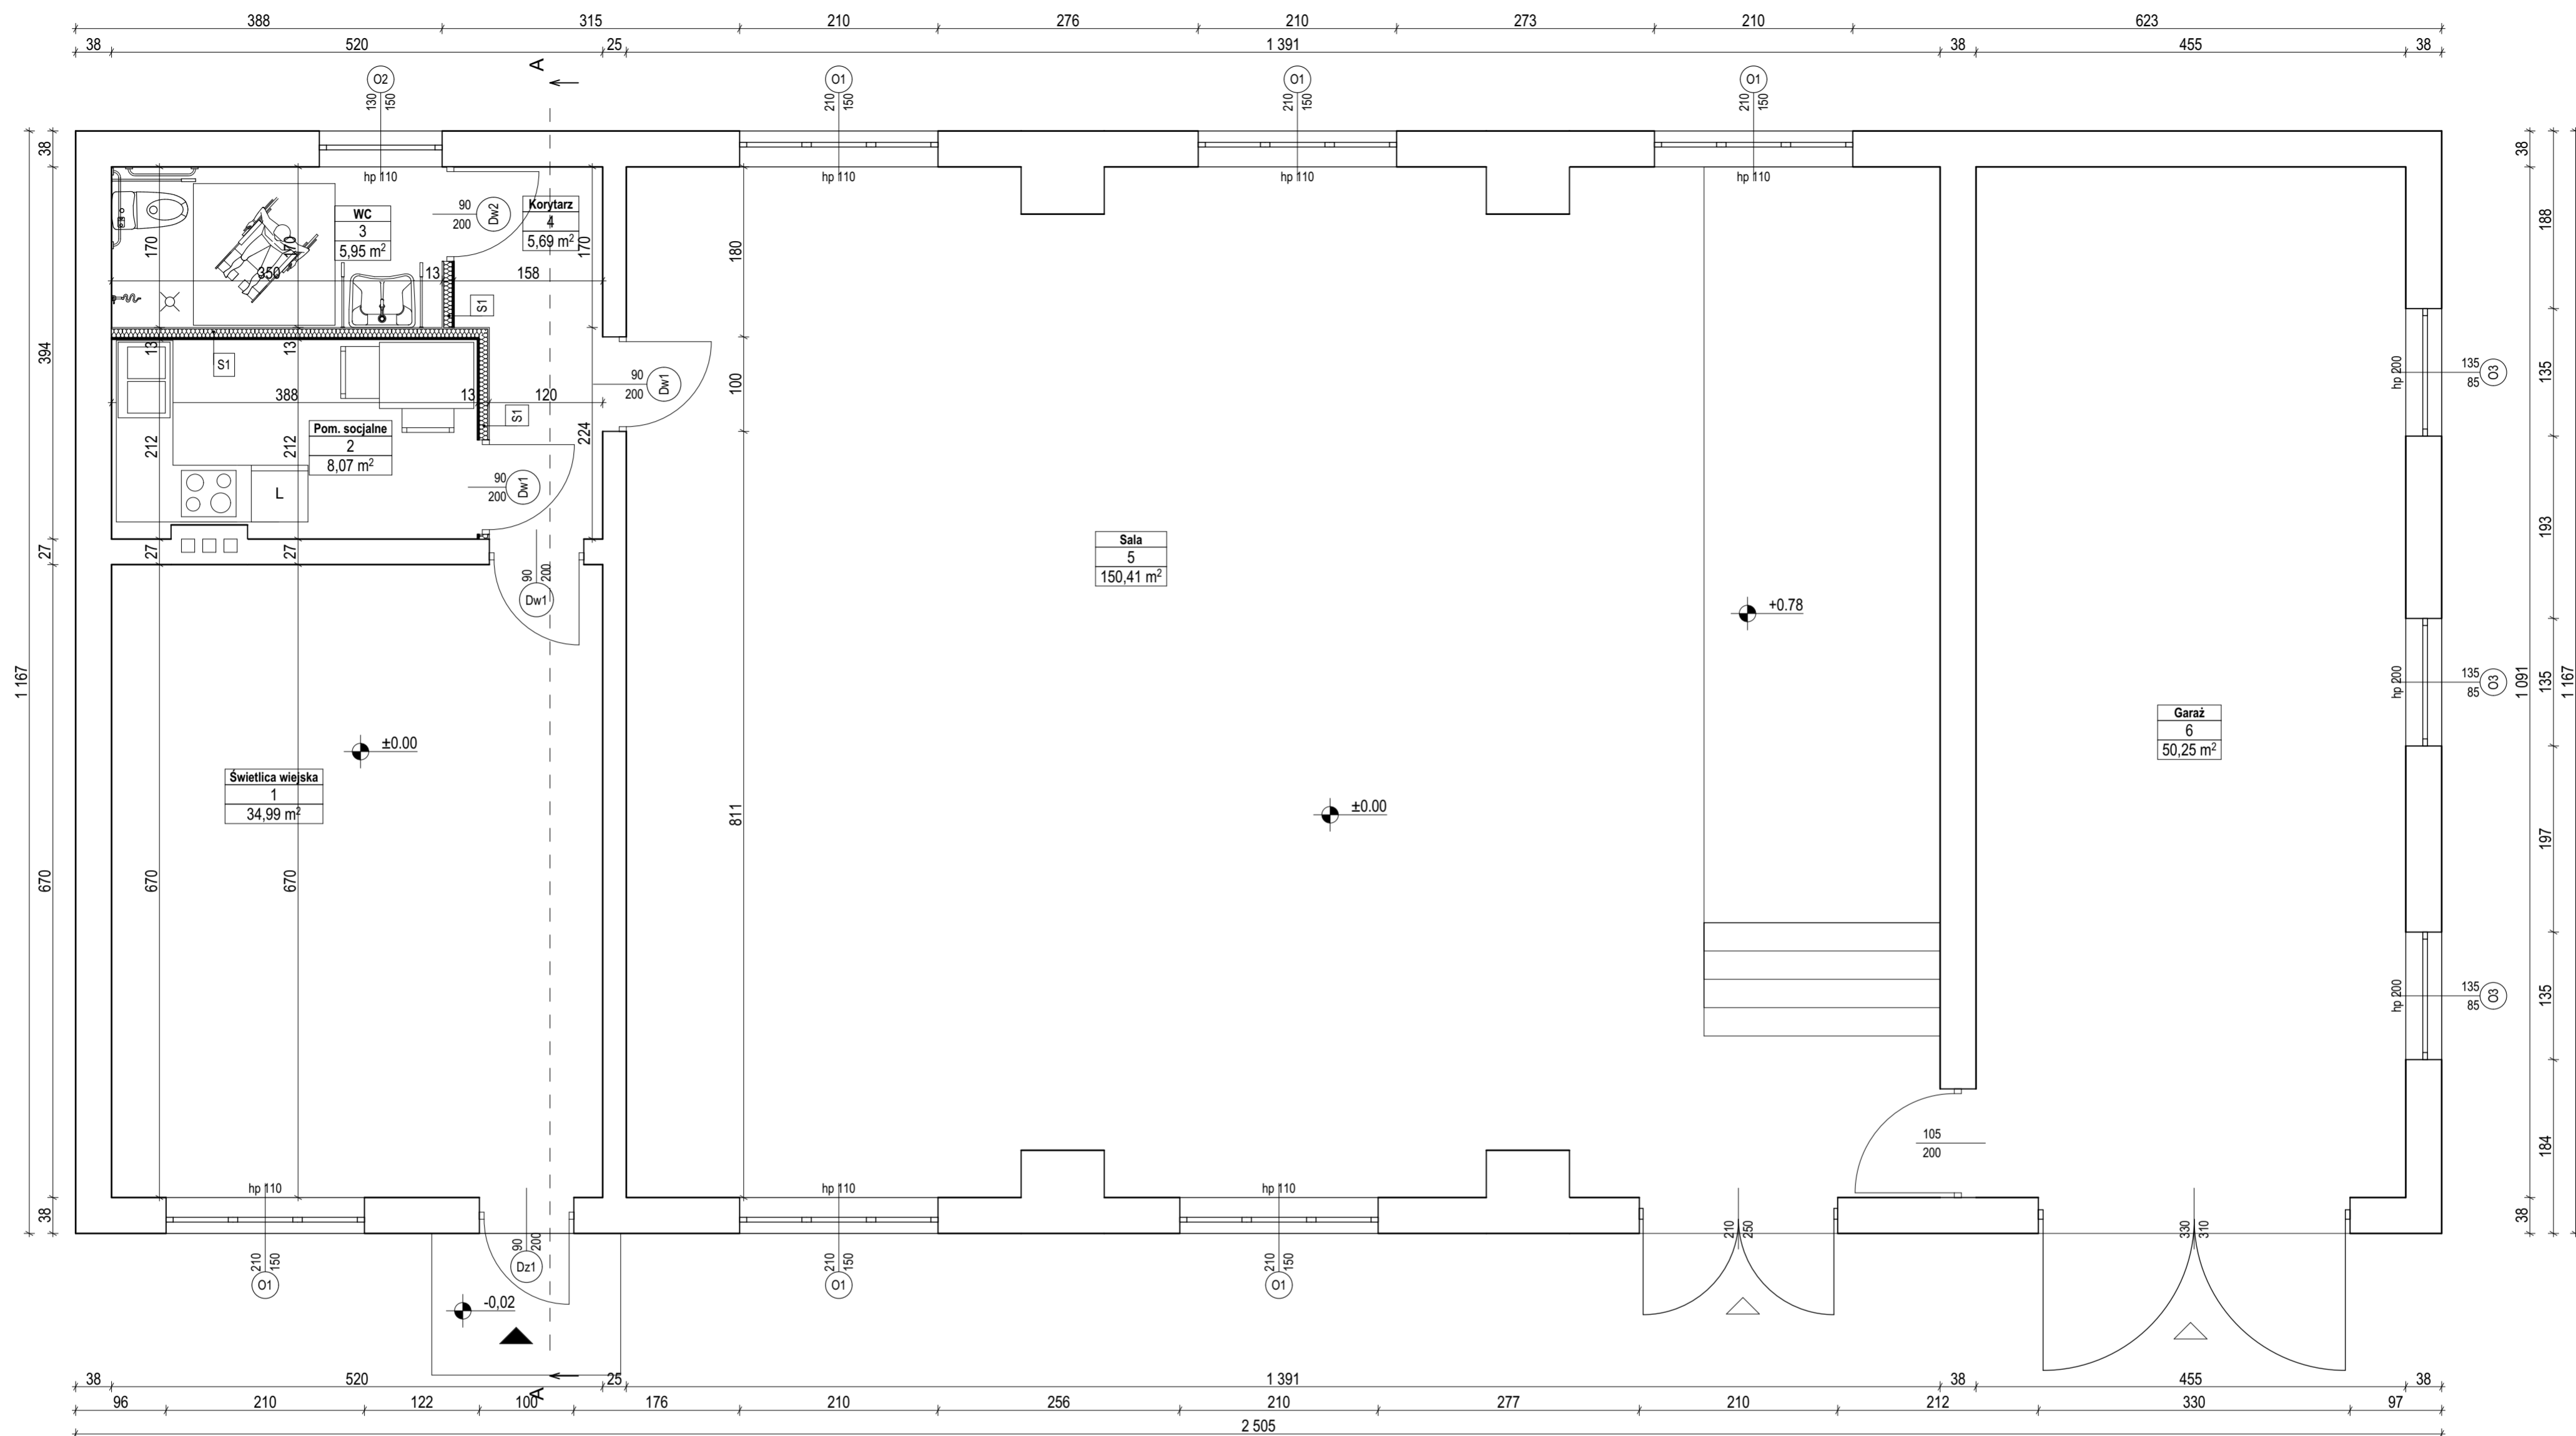 388 315 210 276 210 273 210 623
38 520 25 1 391 38 455 38
A
O2 O1 O1 O1
130 150 210 150 210 150 210 150
hp 110 hp 110 hp 110 hp 110
38
38
WC
3
5,95 m²
90
200
Dw2
Korytarz
4
5,69 m²
170 170 170
350 13 158
S1
180
188
394
13 13
S1
388 13 120
S1
90
200
Dw1
100
hp 200
135
85
O3
135
212 212
Pom. socjalne
2
8,07 m²
224
L
90
200
Dw1
27 27 27
90
200
Dw1
Sala
5
150,41 m²
193
+0.78
1 167
hp 200
135
85
O3
1 091
135
1 167
Garaż
6
50,25 m²
±0.00
Świetlica wiejska
1
34,99 m²
±0.00
811
197
670 670 670
hp 200
135
85
O3
135
105
200
184
hp 110 hp 110 hp 110
38
38
90
200
Dz1
210 150
O1
210 150
O1
210 150
O1
210 250
330 310
-0,02
38 520 25 1 391 38 455 38
A
96 210 122 100 176 210 256 210 277 210 212 330 97
2 505